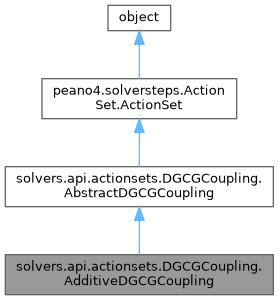 object
peano4.solversteps.Action
Set.ActionSet
solvers.api.actionsets.DGCGCoupling.
AbstractDGCGCoupling
solvers.api.actionsets.DGCGCoupling.
AdditiveDGCGCoupling